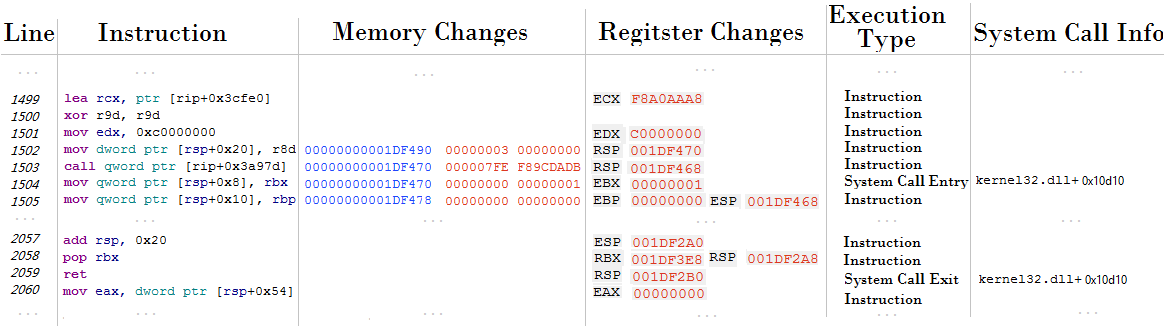 Line Instruction Memory Changes Regitster Changes Execution Type System Call Info
... ... ... ... ... ...
1499 lea rcx, ptr [rip+0x3cfe0] ECX F8A0AAA8 Instruction
1500 xor r9d, r9d Instruction
1501 mov edx, 0xc0000000 EDX C0000000 Instruction
1502 mov dword ptr [rsp+0x20], r8d 00000000001DF490 00000003 00000000 RSP 001DF470 Instruction
1503 call qword ptr [rip+0x3a97d] 00000000001DF470 000007FE F89CDADB RSP 001DF468 Instruction
1504 mov qword ptr [rsp+0x8], rbx 00000000001DF470 00000000 00000001 EBX 00000001 System Call Entry kernel32.dll+0x10d10
1505 mov qword ptr [rsp+0x10], rbp 00000000001DF478 00000000 00000000 EBP 00000000 ESP 001DF468 Instruction
... ... ... ... ... ...
2057 add rsp, 0x20 ESP 001DF2A0 Instruction
2058 pop rbx RBX 001DF3E8 RSP 001DF2A8 Instruction
2059 ret RSP 001DF2B0 System Call Exit kernel32.dll+0x10d10
2060 mov eax, dword ptr [rsp+0x54] EAX 00000000 Instruction
... ... ... ... ...